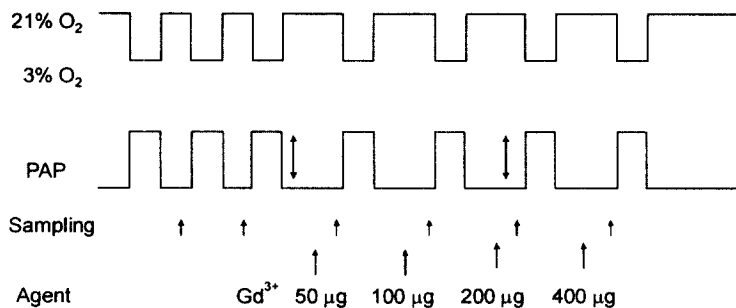 21% O₂
3% O₂
PAP
Sampling
Agent Gd³⁺ 50 μg 100 μg 200 μg 400 μg